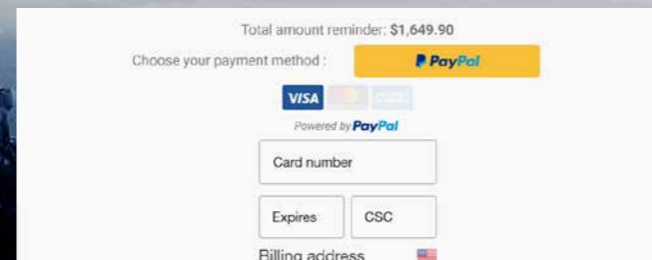 Total amount reminder: $1,649.90
Choose your payment method : PayPal
VISA
Powered by PayPal
Card number
Expires CSC
Billing address